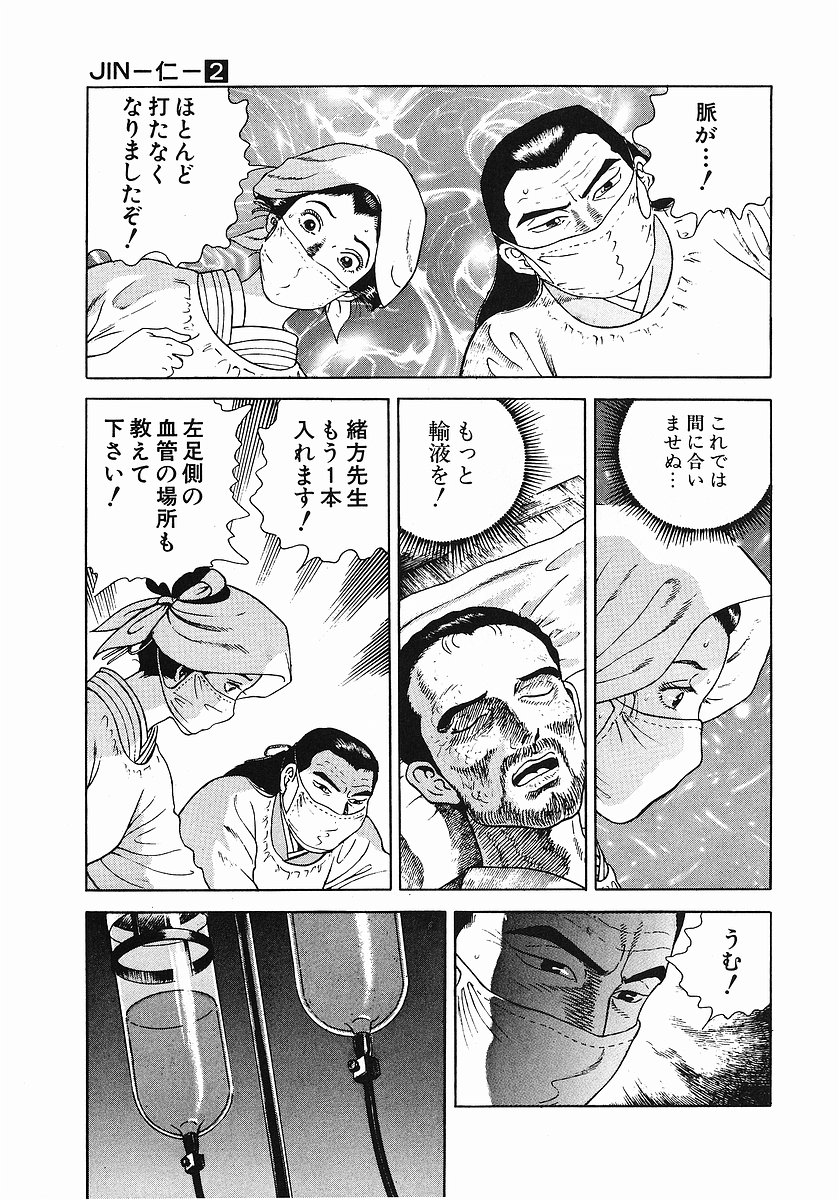 JIN－仁－2
脈が…！
ほとんど
打たなく
なりましたぞ！
これでは
間に合い
ませぬ…
もっと
輸液を！
緒方先生
もう1本
入れます！
左足側の
血管の場所も
教えて
下さい！
うむ！